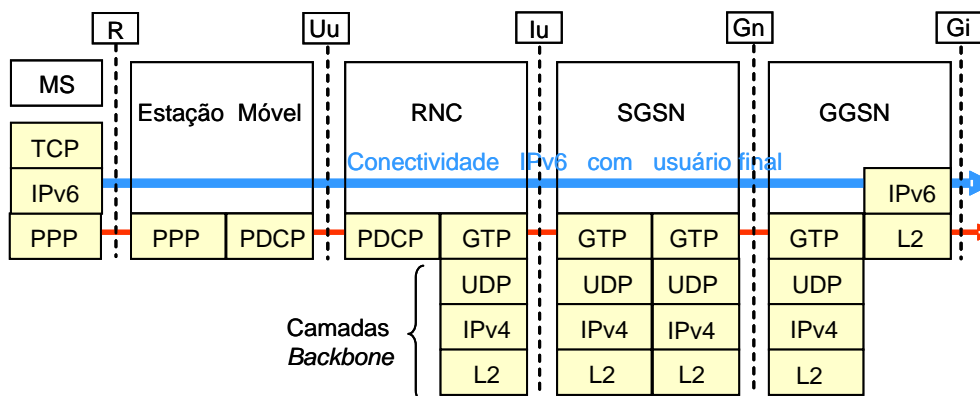 R Uu Iu Gn Gi
MS
Estação Móvel RNC SGSN GGSN
TCP
Conectividade IPv6 com usuário final
IPv6 IPv6
PPP PPP PDCP PDCP GTP GTP GTP GTP L2
UDP UDP UDP UDP
Camadas
Backbone
IPv4 IPv4 IPv4 IPv4
L2 L2 L2 L2